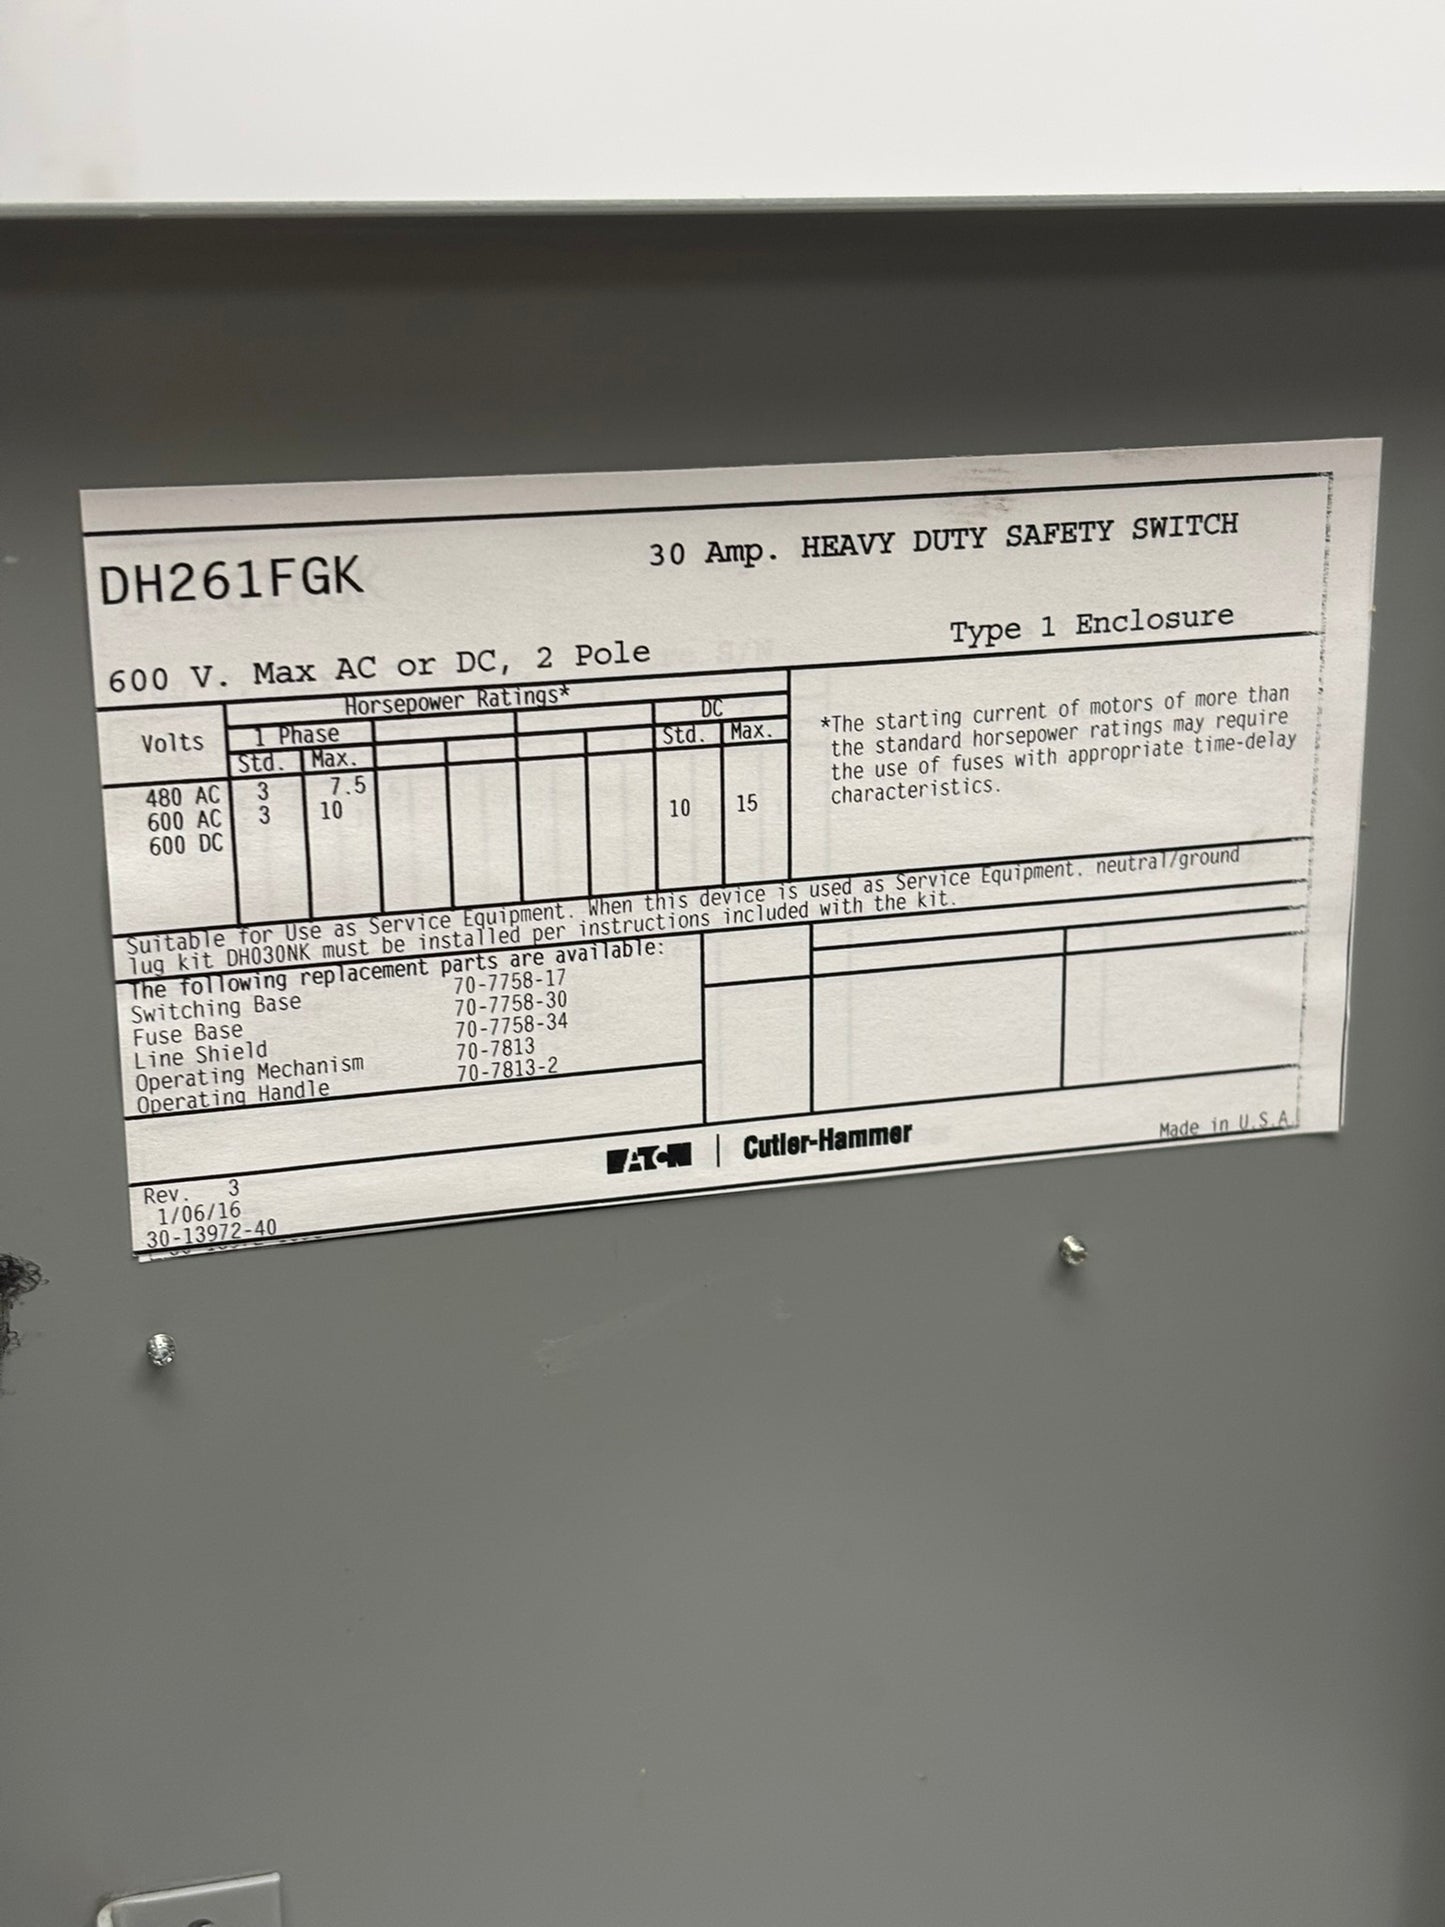 DH261FGK
30 Amp. HEAVY DUTY SAFETY SWITCH
600 V. Max AC or DC, 2 Pole
Type 1 Enclosure
Horsepower Ratings*
Volts
1 Phase
DC
Std. Max.
Std. Max.
480 AC 3 7.5
600 AC 3 10
600 DC 10 15
*The starting current of motors of more than
the standard horsepower ratings may require
the use of fuses with appropriate time-delay
characteristics.
Suitable for Use as Service Equipment. When this device is used as Service Equipment. neutral/ground
lug kit DH030NK must be installed per instructions included with the kit.
The following replacement parts are available:
Switching Base 70-7758-17
Fuse Base 70-7758-30
Line Shield 70-7758-34
Operating Mechanism 70-7813
Operating Handle 70-7813-2
EATON | Cutler-Hammer
Made in U.S.A.
Rev. 3
1/06/16
30-13972-40